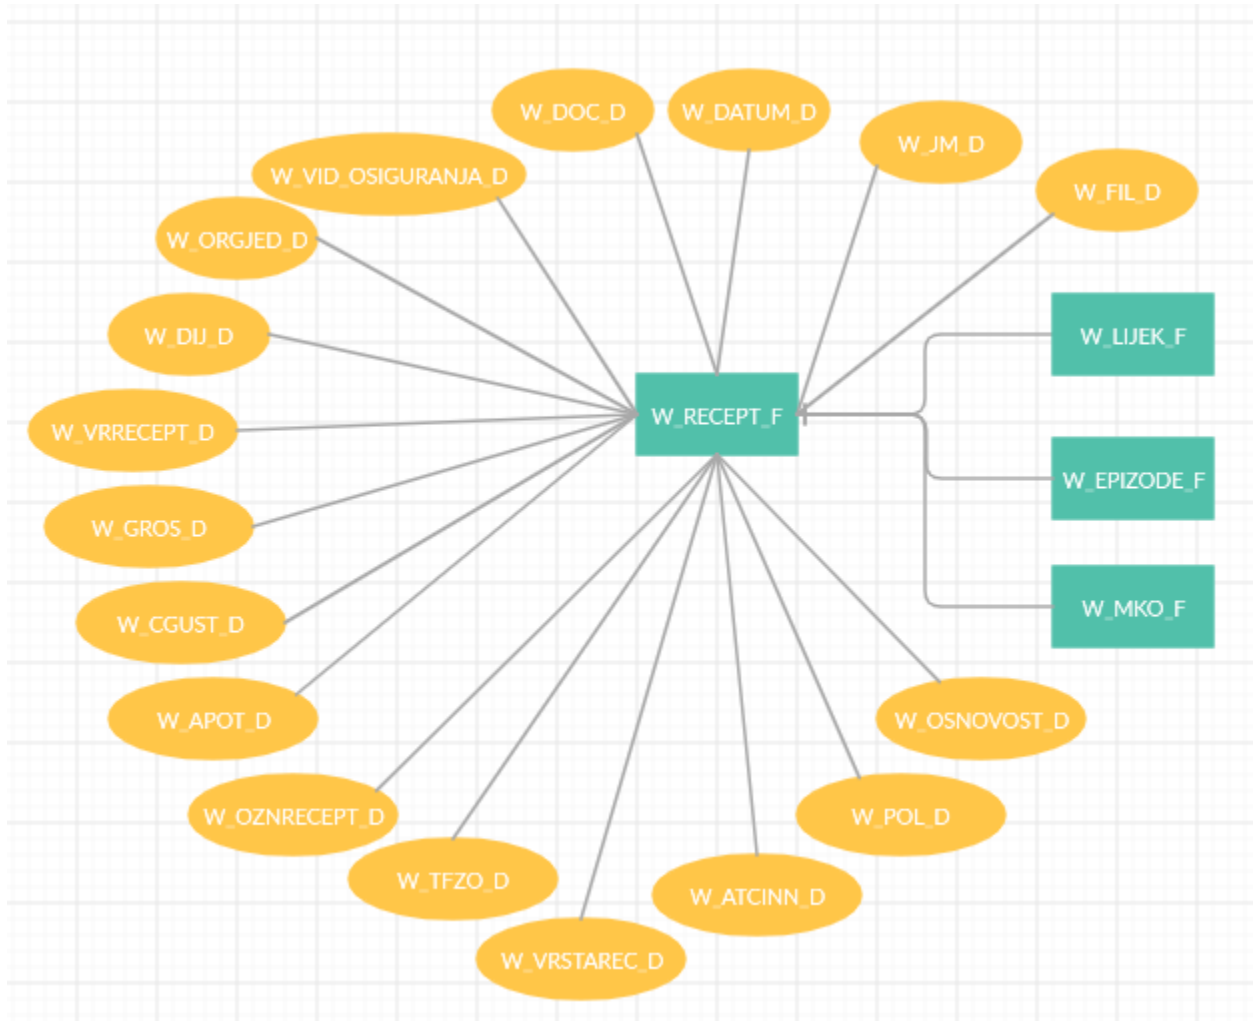 W_DOC_D
W_DATUM_D
W_JM_D
W_VID_OSIGURANJA_D
W_FIL_D
W_ORGJED_D
W_DIJ_D
W_LIJEK_F
W_RECEPT_F
W_VRRECEPT_D
W_EPIZODE_F
W_GROS_D
W_MKO_F
W_CGUST_D
W_APOT_D
W_OSNOVOST_D
W_OZNRECEPT_D
W_POL_D
W_TFZO_D
W_ATCINN_D
W_VRSTAREC_D